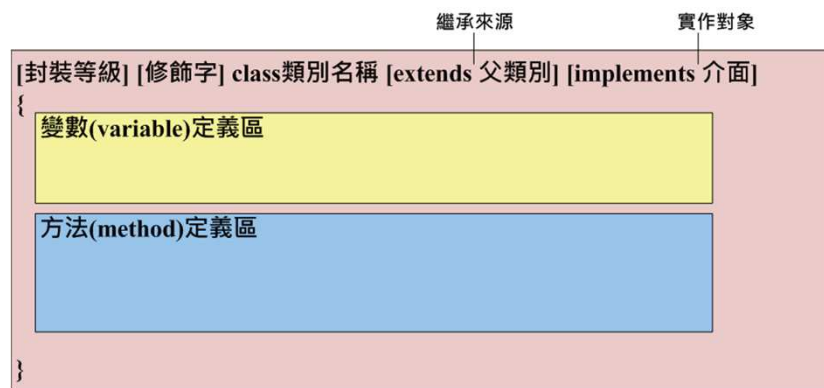 繼承來源 實作對象
[封裝等級] [修飾字] class類別名稱 [extends 父類別] [implements 介面]
{
變數(variable)定義區
方法(method)定義區
}